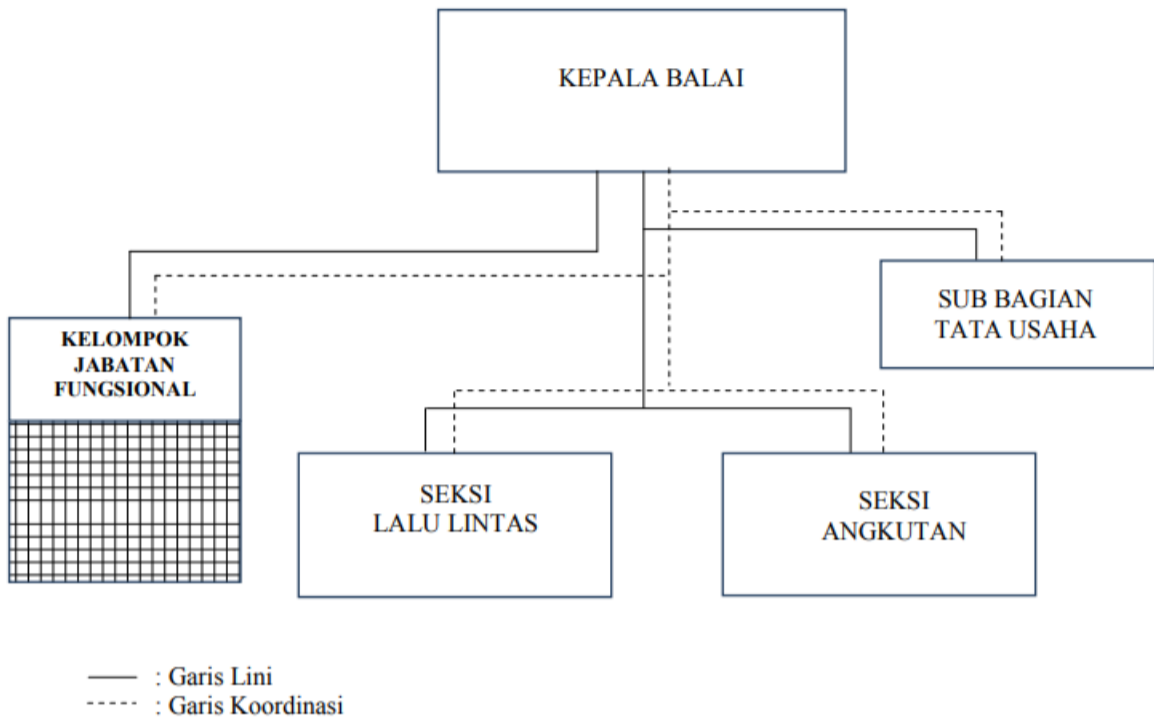 KEPALA BALAI
SUB BAGIAN
TATA USAHA
KELOMPOK
JABATAN
FUNGSIONAL
SEKSI
LALU LINTAS
SEKSI
ANGKUTAN
: Garis Lini
: Garis Koordinasi